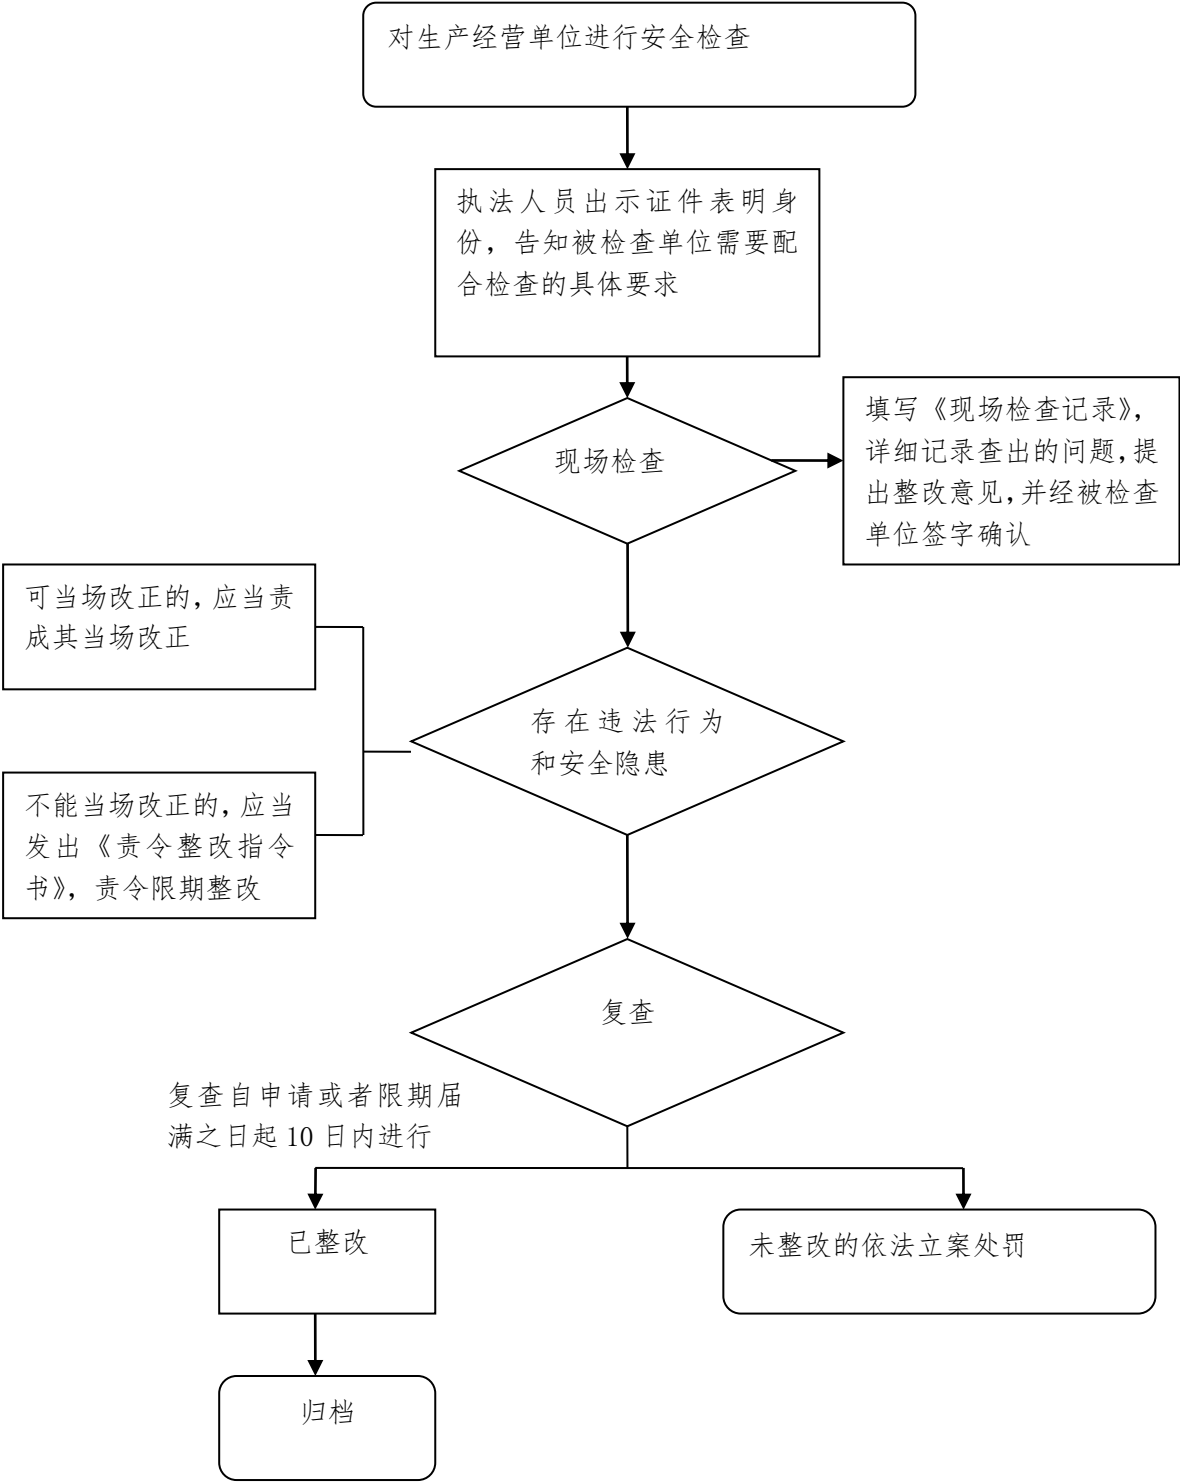 对生产经营单位进行安全检查
执法人员出示证件表明身
份，告知被检查单位需要配
合检查的具体要求
现场检查
填写《现场检查记录》，
详细记录查出的问题，提
出整改意见，并经被检查
单位签字确认
可当场改正的，应当责
成其当场改正
存在违法行为
和安全隐患
不能当场改正的，应当
发出《责令整改指令
书》，责令限期整改
复查
复查自申请或者限期届
满之日起 10 日内进行
已整改
未整改的依法立案处罚
归档